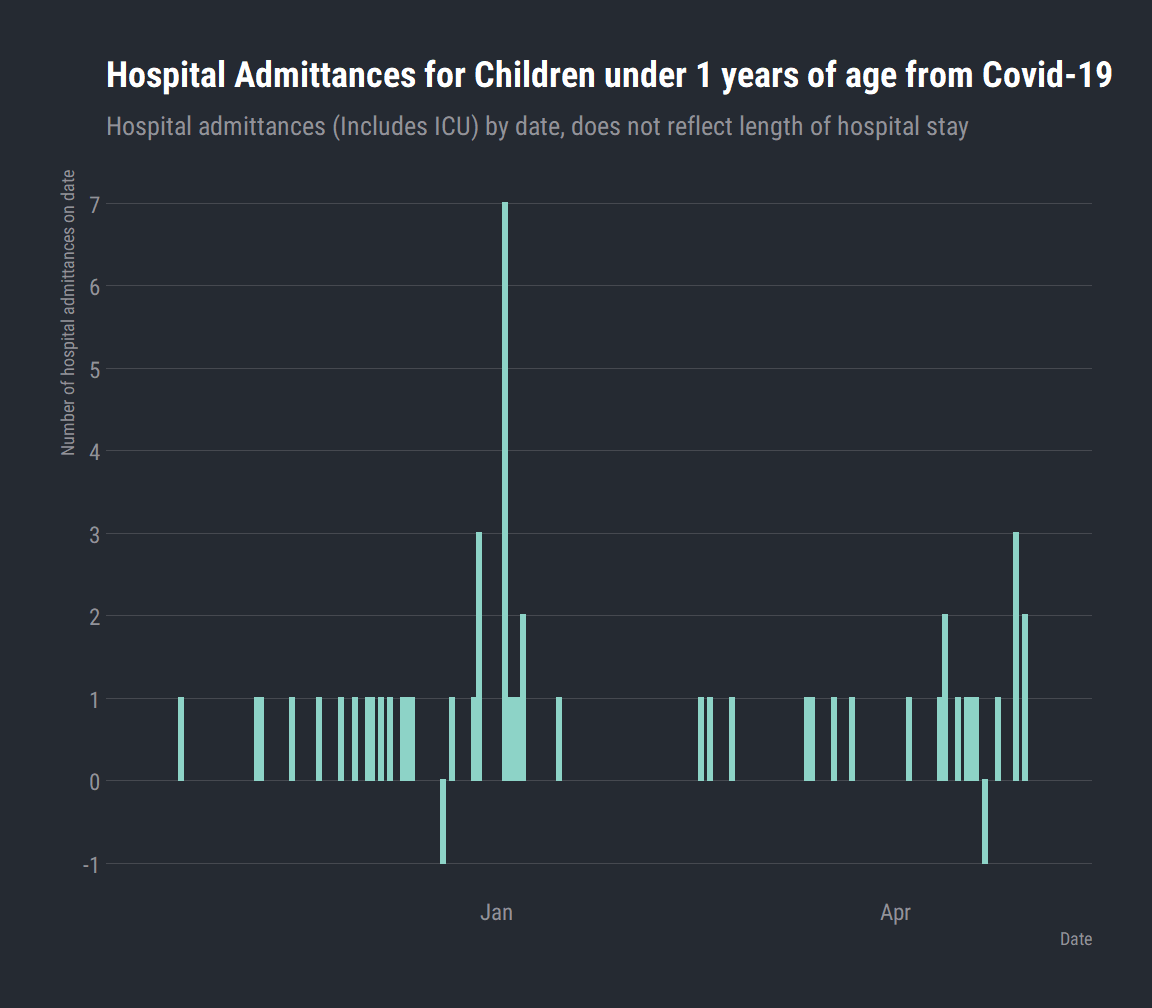 Hospital Admittances for Children under 1 years of age from Covid-19
Hospital admittances (Includes ICU) by date, does not reflect length of hospital stay
Number of hospital admittances on date
7
6
5
4
3
2
1
0
-1
Jan
Apr
Date